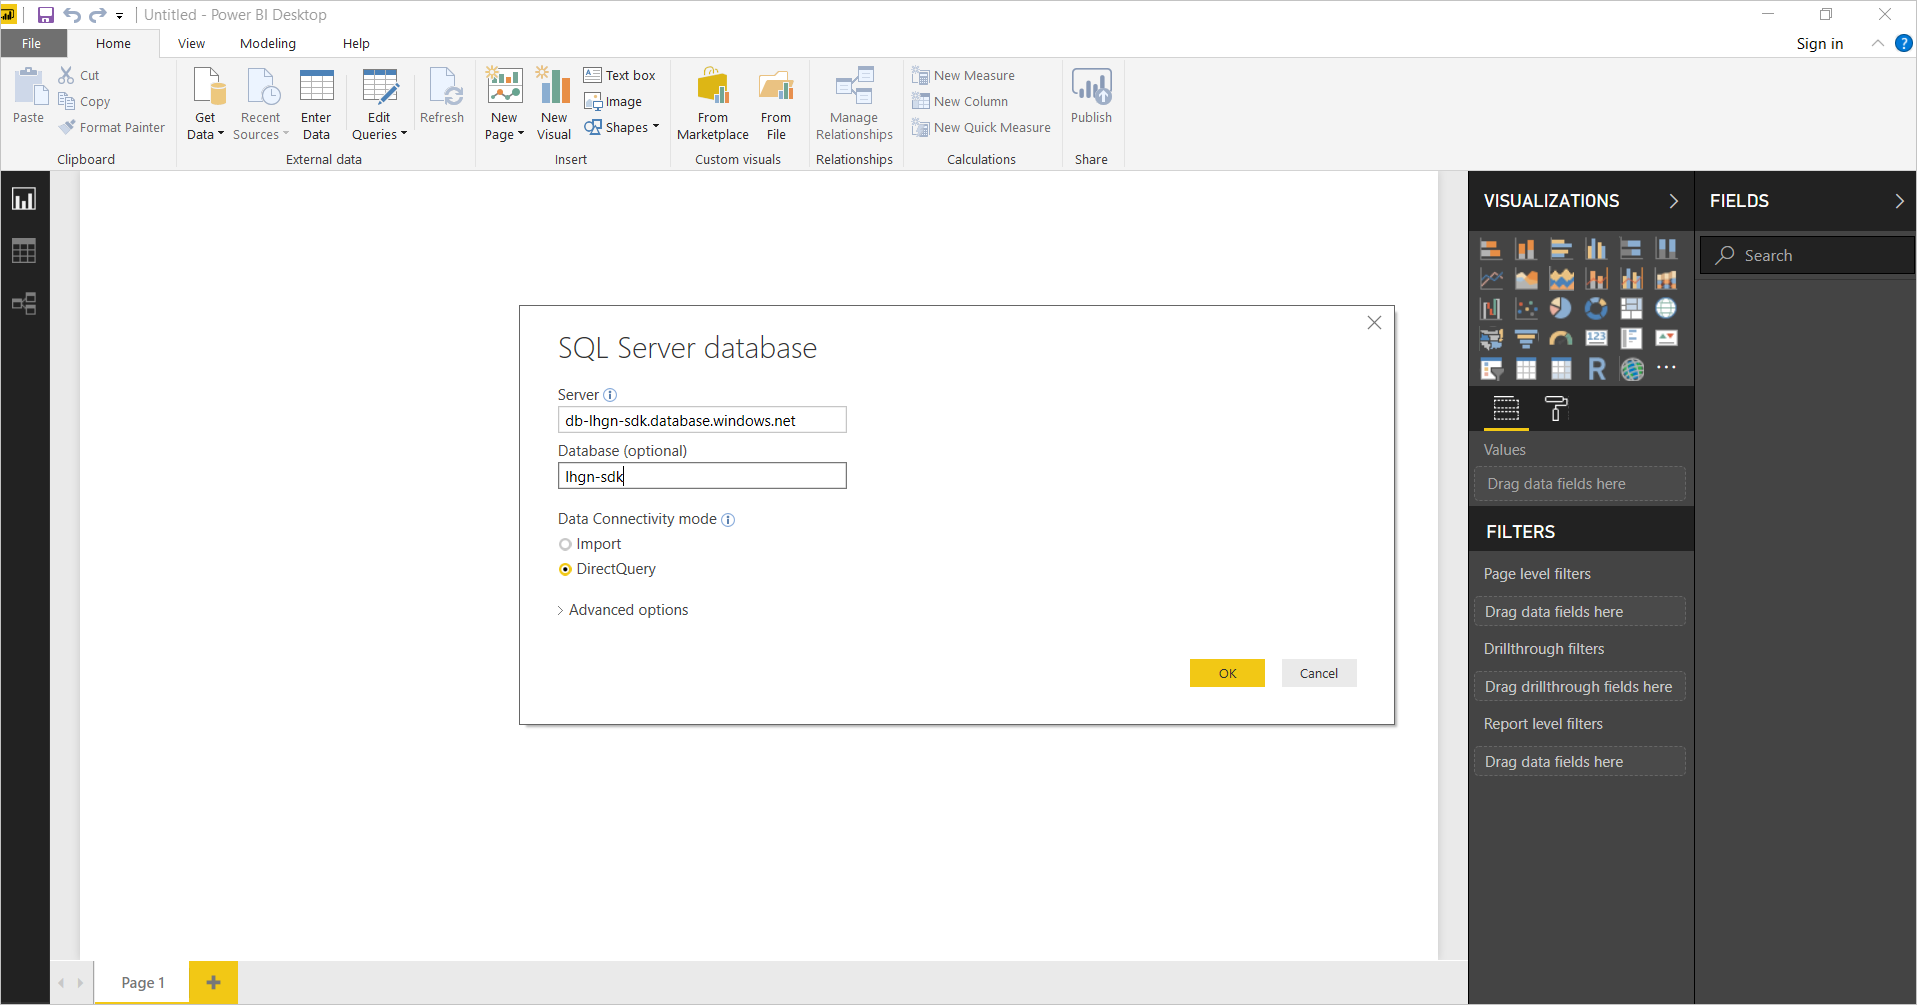 Untitled - Power BI Desktop
File
Home
View
Modeling
Help
Sign in
?
Paste
Cut
Copy
Format Painter
Clipboard
Get Data
Recent Sources
Enter Data
Edit Queries
Refresh
External data
New Page
New Visual
Text box
Image
Shapes
Insert
From Marketplace
From File
Custom visuals
Manage Relationships
Relationships
New Measure
New Column
New Quick Measure
Calculations
Publish
Share
SQL Server database
Server
db-lhgn-sdk.database.windows.net
Database (optional)
lhgn-sdk
Data Connectivity mode
Import
DirectQuery
Advanced options
OK
Cancel
VISUALIZATIONS
123
R
Values
Drag data fields here
FILTERS
Page level filters
Drag data fields here
Drillthrough filters
Drag drillthrough fields here
Report level filters
Drag data fields here
FIELDS
Search
Page 1